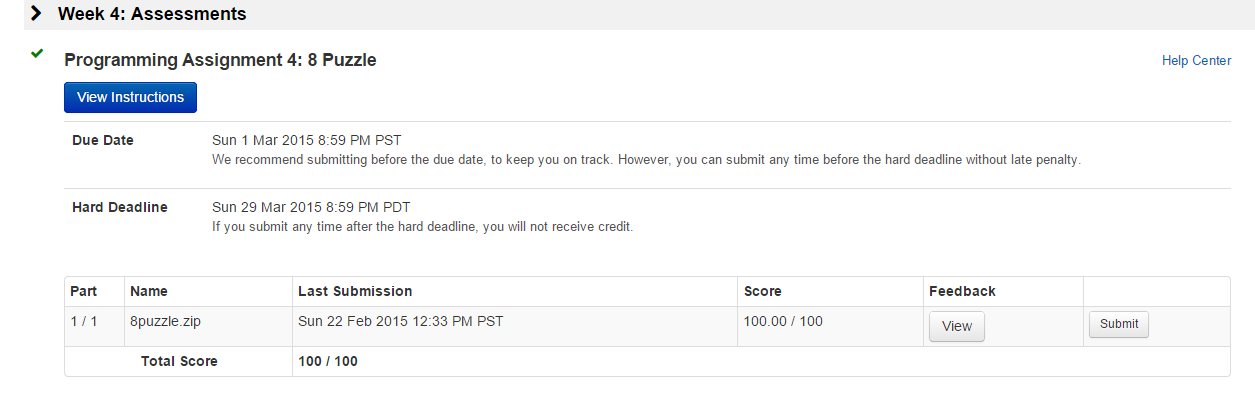 Week 4: Assessments
Programming Assignment 4: 8 Puzzle
Help Center
View Instructions
Due Date
Sun 1 Mar 2015 8:59 PM PST
We recommend submitting before the due date, to keep you on track. However, you can submit any time before the hard deadline without late penalty.
Hard Deadline
Sun 29 Mar 2015 8:59 PM PDT
If you submit any time after the hard deadline, you will not receive credit.
Part Name Last Submission Score Feedback
1 / 1 8puzzle.zip Sun 22 Feb 2015 12:33 PM PST 100.00 / 100 View Submit
Total Score 100 / 100